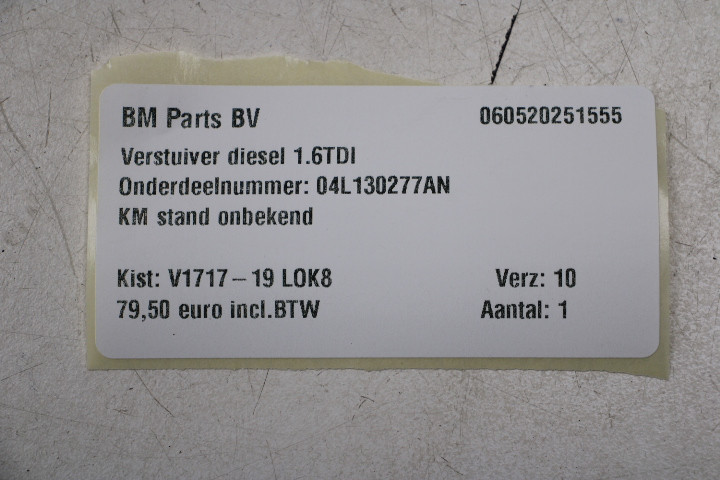 BM Parts BV 060520251555
Verstuiver diesel 1.6TDI
Onderdeelnummer: 04L130277AN
KM stand onbekend
Kist: V1717-19 LOK8 Verz: 10
79,50 euro incl.BTW Aantal: 1